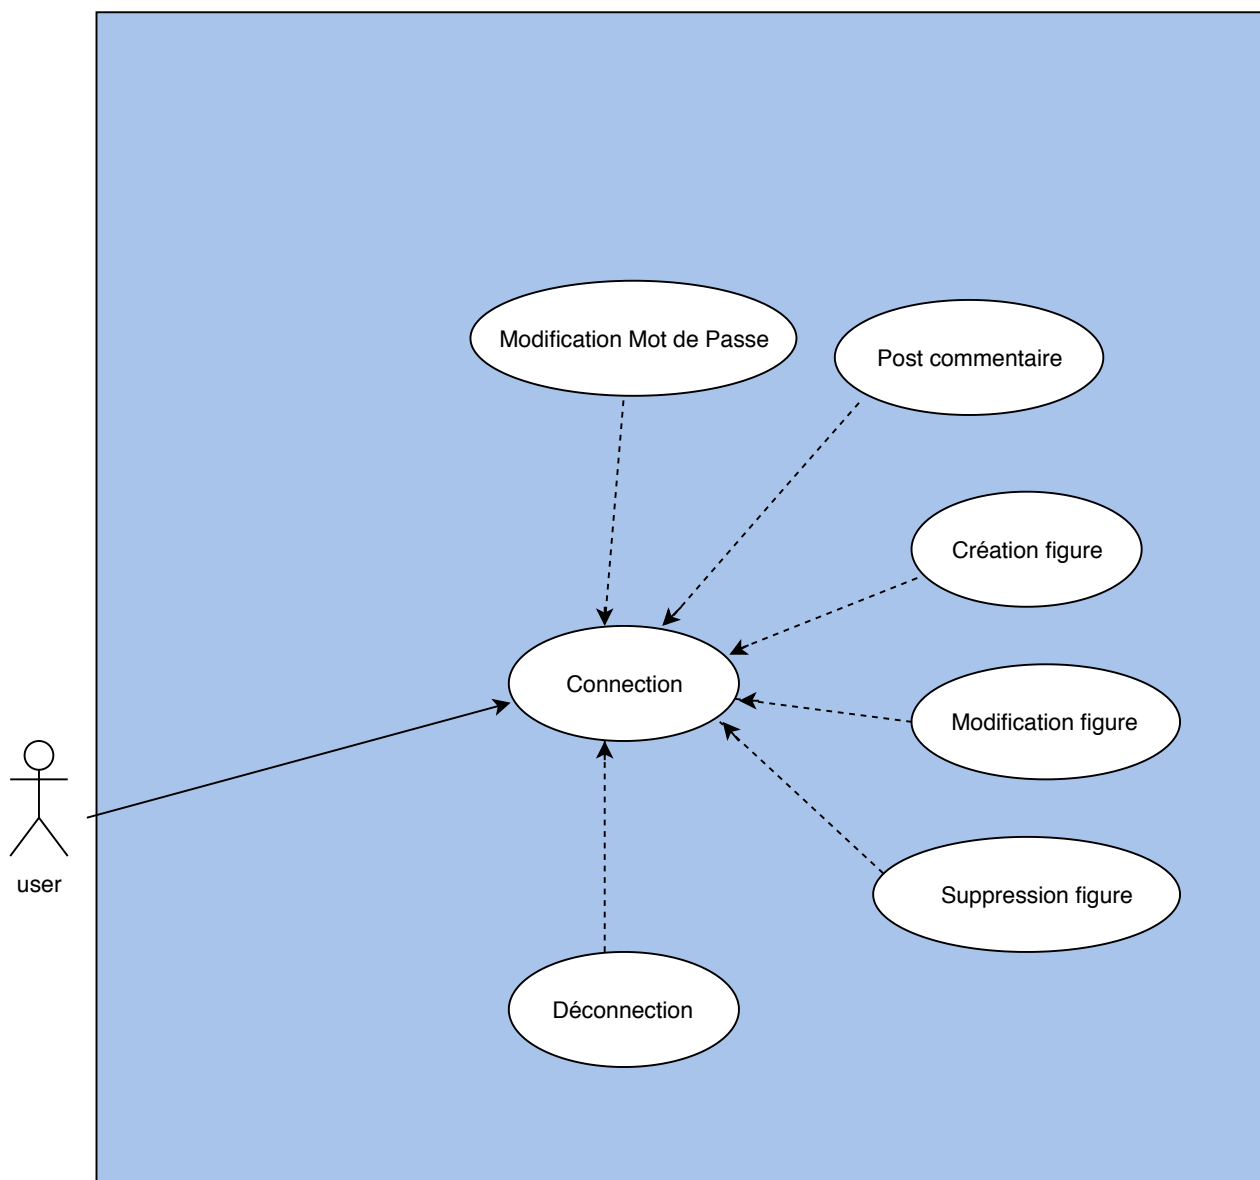 Modification Mot de Passe
Post commentaire
Création figure
Connection
Modification figure
user
Suppression figure
Déconnection